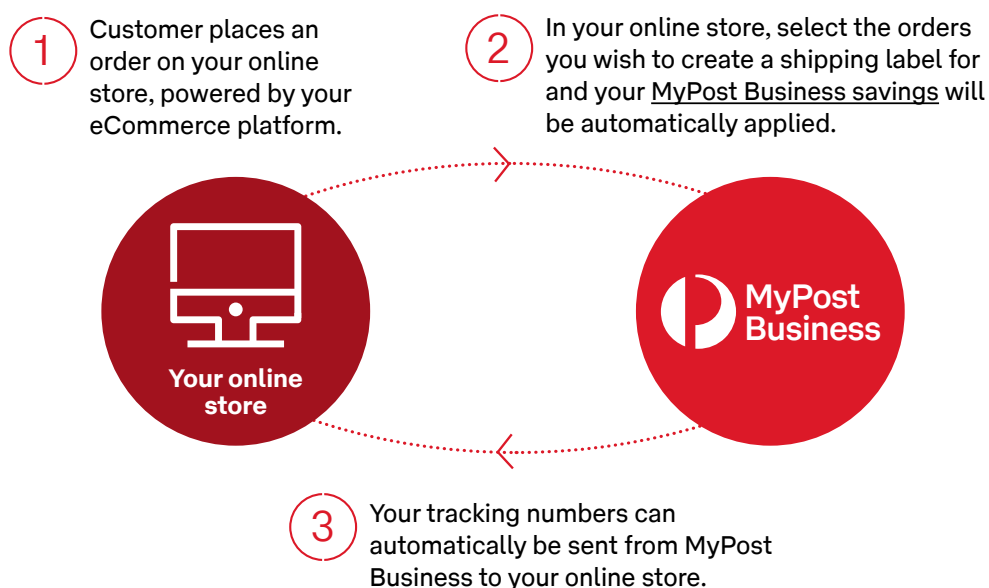 1
Customer places an
order on your online
store, powered by your
eCommerce platform.
2
In your online store, select the orders
you wish to create a shipping label for
and your MyPost Business savings will
be automatically applied.
Your online
store
MyPost
Business
3
Your tracking numbers can
automatically be sent from MyPost
Business to your online store.